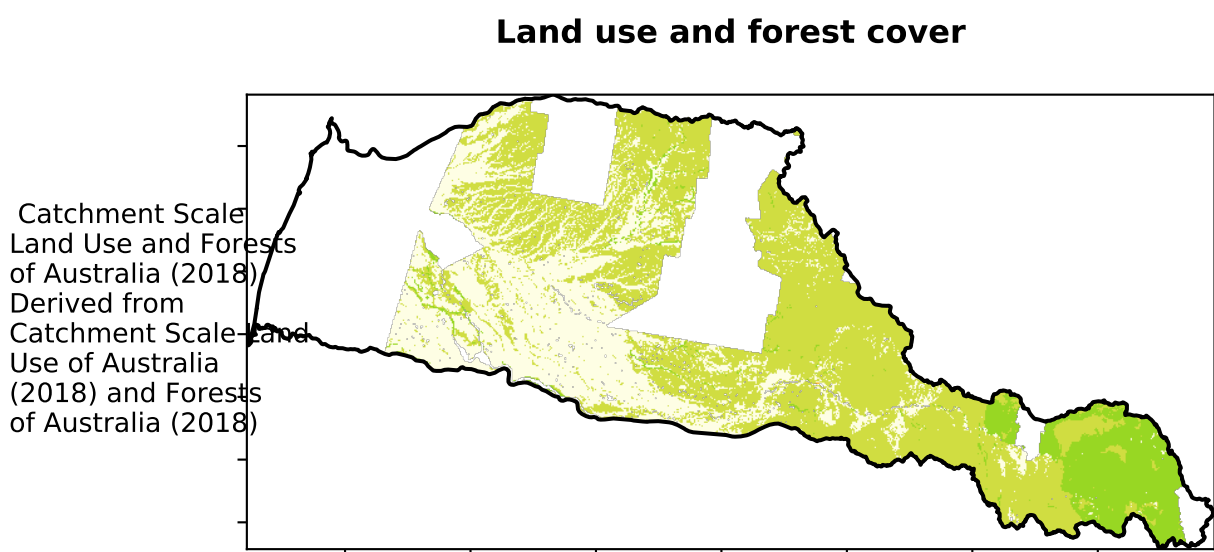 Land use and forest cover
Catchment Scale
Land Use and Forests
of Australia (2018)
Derived from
Catchment Scale Land
Use of Australia
(2018) and Forests
of Australia (2018)